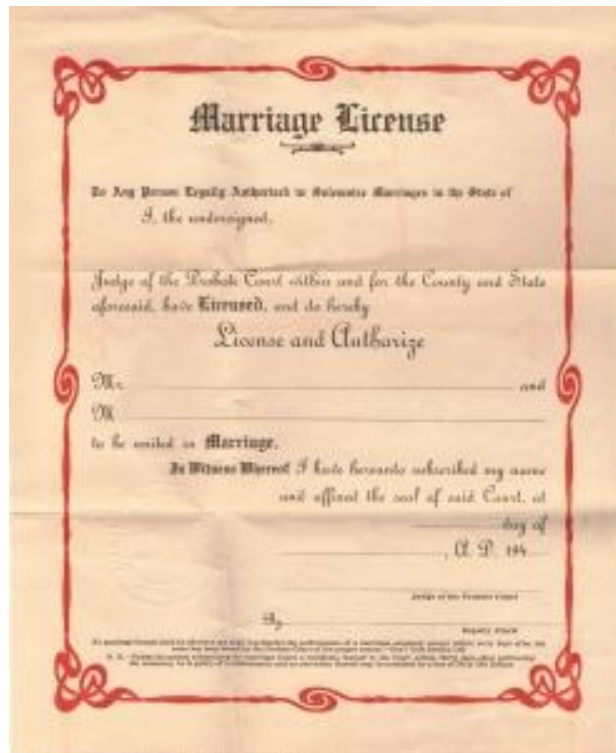 Marriage License
To Any Person Legally Authorized to Solemnize Marriages in the State of
I, the undersigned,
Judge of the Probate Court within and for the County and State
aforesaid, have Licensed, and do hereby
License and Authorize
Mr. and
M
to be united in Marriage.
In Witness Whereof I have hereunto subscribed my name
and affixed the seal of said Court, at
day of
, A. D. 194
Judge of the Probate Court
By
Deputy Clerk